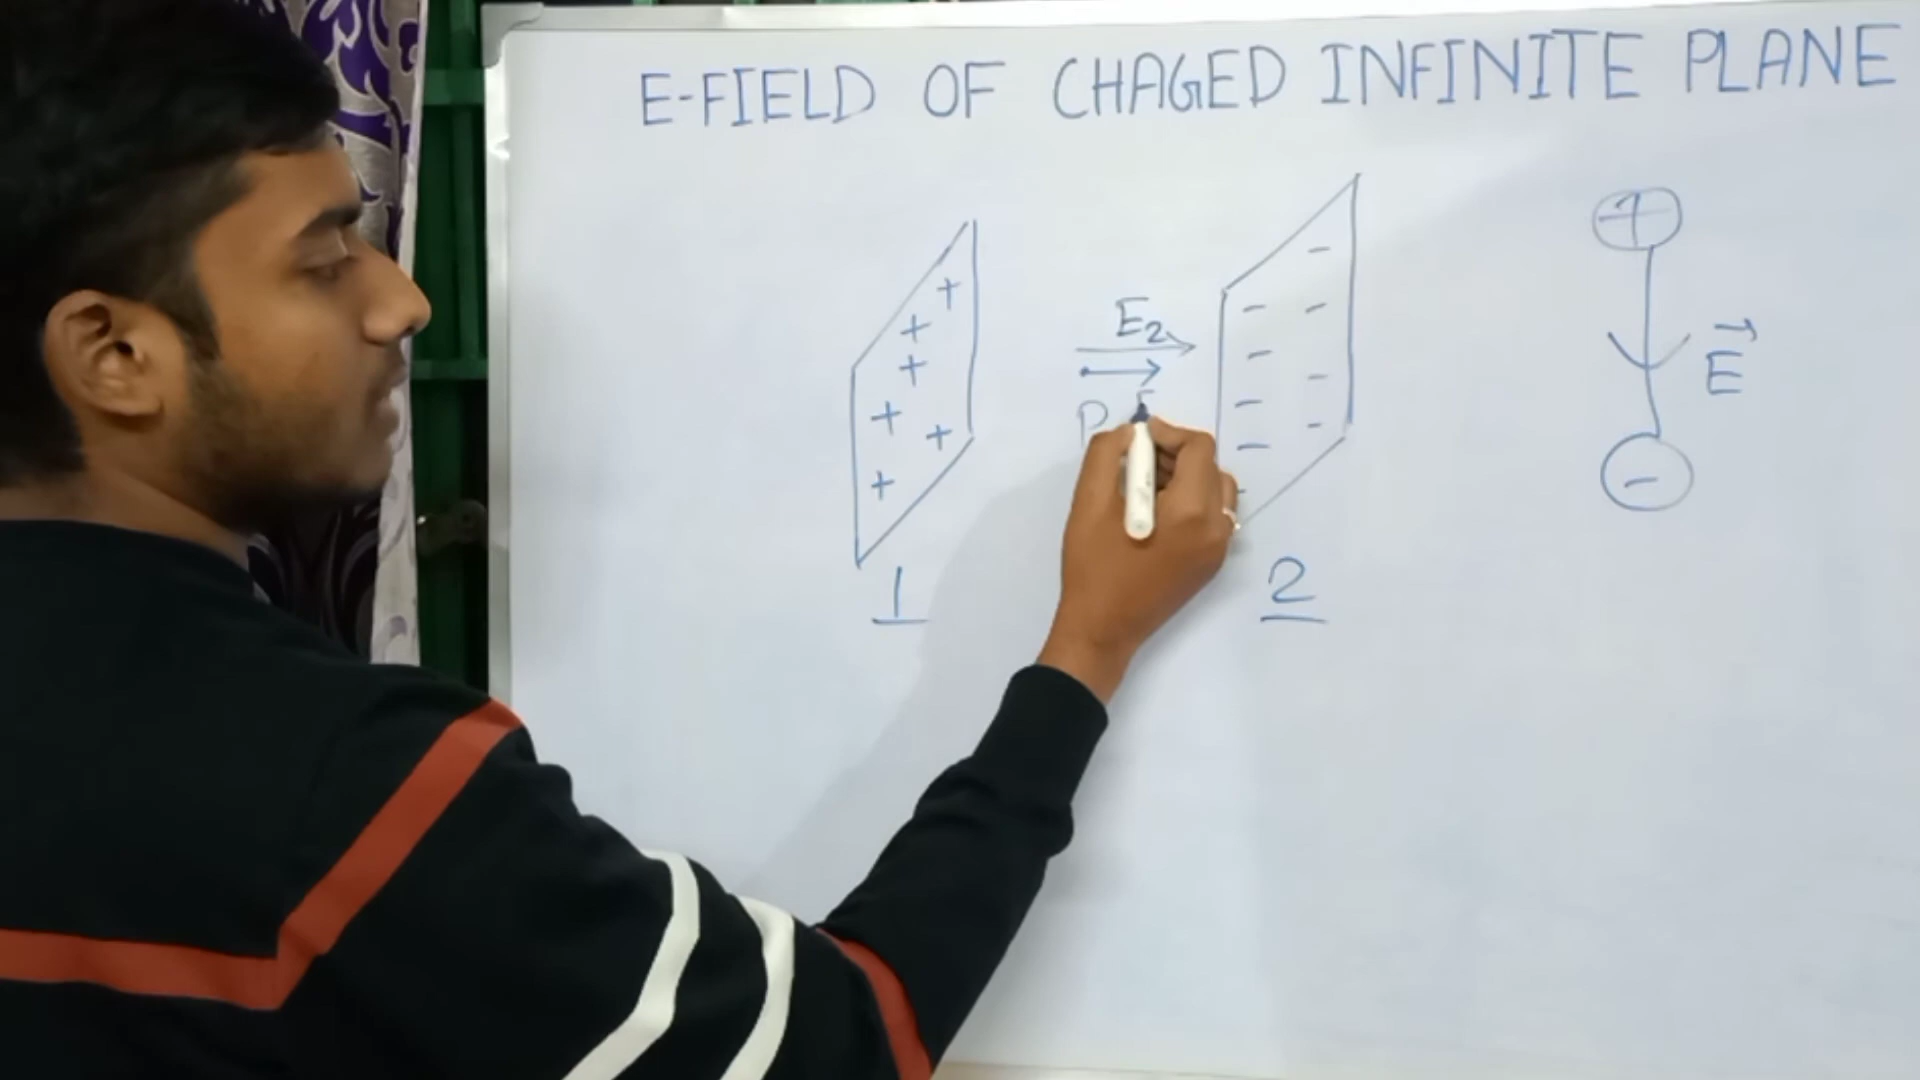 E-FIELD OF CHAGED INFINITE PLANE
+ + + + + + +
E₂
P
- - - - - - - - - -
+
E⃗
-
1
2